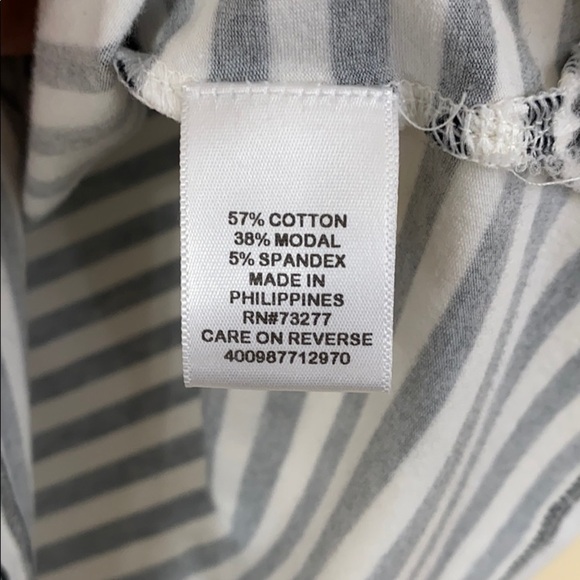 57% COTTON
38% MODAL
5% SPANDEX
MADE IN
PHILIPPINES
RN#73277
CARE ON REVERSE
400987712970